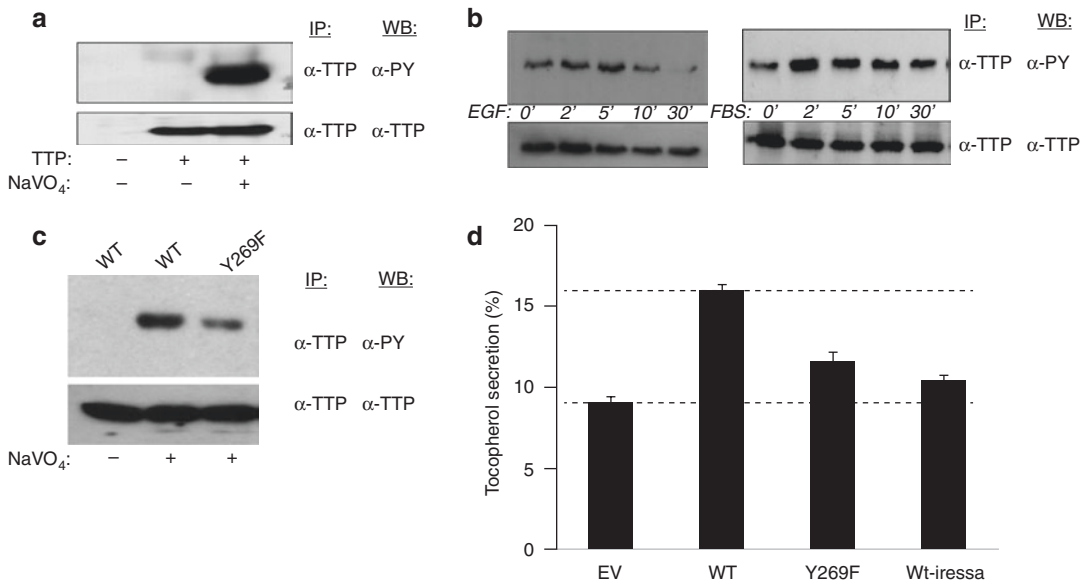 a
IP: WB:
α-TTP α-PY
α-TTP α-TTP
TTP: – + +
NaVO4: – – +
b
IP: WB:
α-TTP α-PY
EGF: 0’ 2’ 5’ 10’ 30’ FBS: 0’ 2’ 5’ 10’ 30’
α-TTP α-TTP
c
WT WT Y269F
IP: WB:
α-TTP α-PY
α-TTP α-TTP
NaVO4: – + +
d
Tocopherol secretion (%)
20
15
10
5
0
EV WT Y269F Wt-iressa